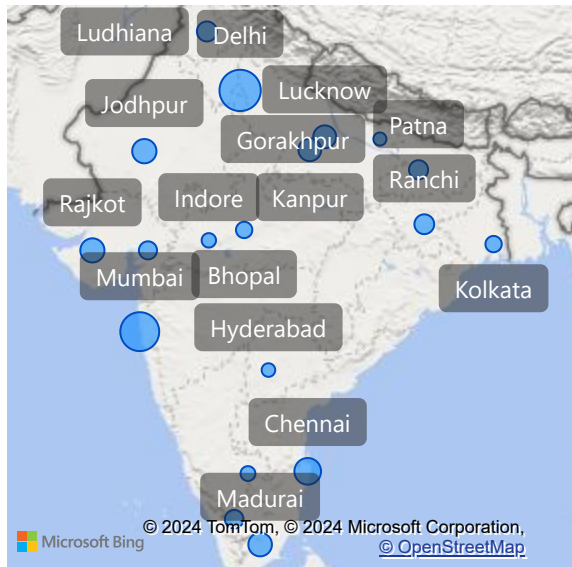 Ludhiana
Delhi
Lucknow
Jodhpur
Patna
Gorakhpur
Ranchi
Indore
Kanpur
Rajkot
Mumbai
Bhopal
Kolkata
Hyderabad
Chennai
Madurai
© 2024 TomTom, © 2024 Microsoft Corporation,
Microsoft Bing
© OpenStreetMap